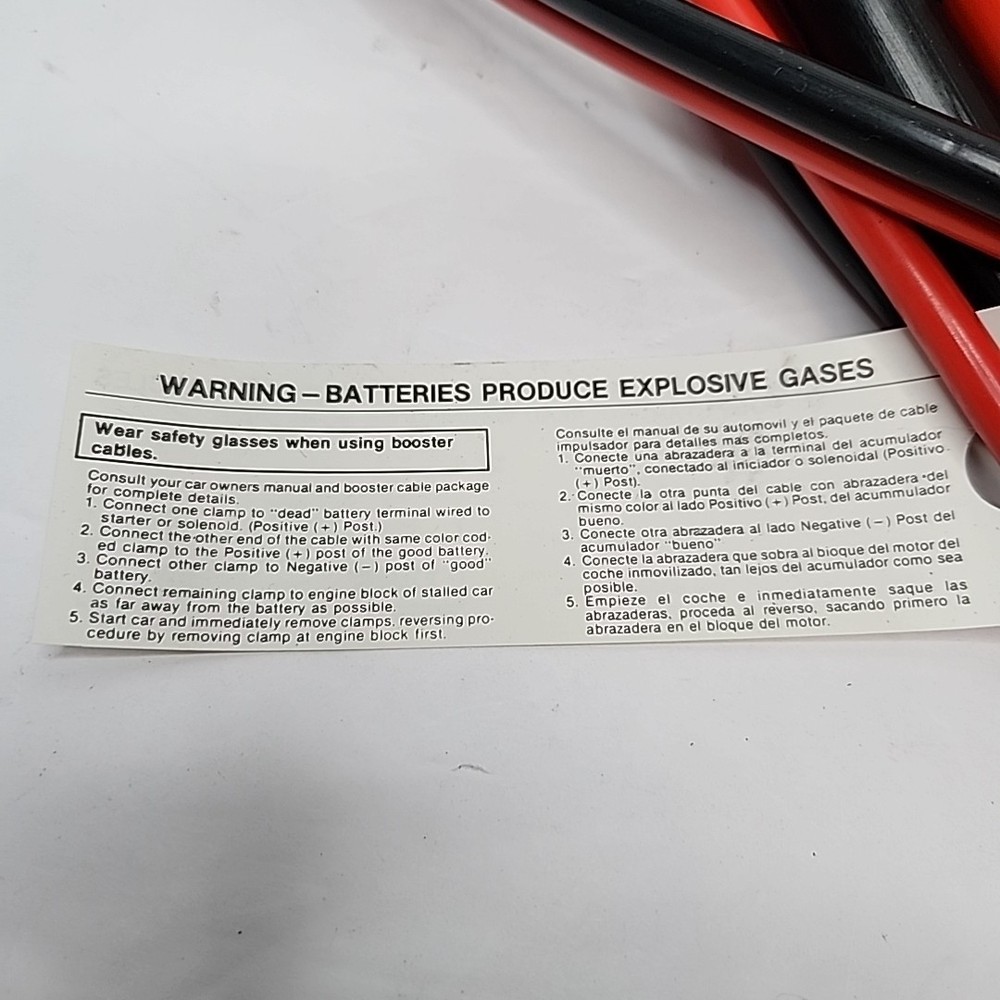 WARNING – BATTERIES PRODUCE EXPLOSIVE GASES
Wear safety glasses when using booster
cables.
Consult your car owners manual and booster cable package
for complete details.
1. Connect one clamp to "dead" battery terminal wired to
starter or solenoid. (Positive (+) Post.)
2. Connect the other end of the cable with same color cod-
ed clamp to the Positive (+) post of the good battery.
3. Connect other clamp to Negative (–) post of "good"
battery.
4. Connect remaining clamp to engine block of stalled car
as far away from the battery as possible.
5. Start car and immediately remove clamps, reversing pro-
cedure by removing clamp at engine block first.
Consulte el manual de su automovil y el paquete de cable
impulsador para detalles mas completos.
1. Conecte una abrazadera a la terminal del acumulador
"muerto", conectado al iniciador o solenoidal (Positivo
(+) Post).
2. Conecte la otra punta del cable con abrazadera del
mismo color al lado Positivo (+) Post, del acummulador
bueno.
3. Conecte otra abrazadera al lado Negative (–) Post del
acumulador "bueno"
4. Conecte la abrazadera que sobra al bloque del motor del
coche inmovilizado, tan lejos del acumulador como sea
posible.
5. Empieze el coche e inmediatamente saque las
abrazaderas, proceda al réverso, sacando primero la
abrazadera en el bloque del motor.